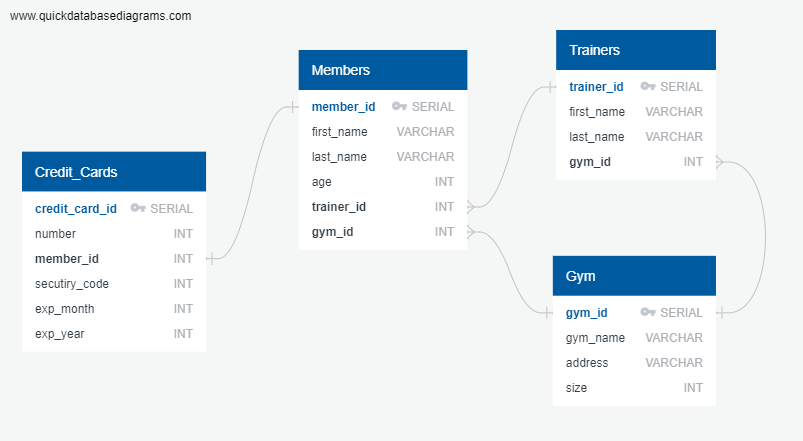 www.quickdatabasediagrams.com
Credit_Cards
credit_card_id SERIAL
number INT
member_id INT
secutiry_code INT
exp_month INT
exp_year INT
Members
member_id SERIAL
first_name VARCHAR
last_name VARCHAR
age INT
trainer_id INT
gym_id INT
Trainers
trainer_id SERIAL
first_name VARCHAR
last_name VARCHAR
gym_id INT
Gym
gym_id SERIAL
gym_name VARCHAR
address VARCHAR
size INT